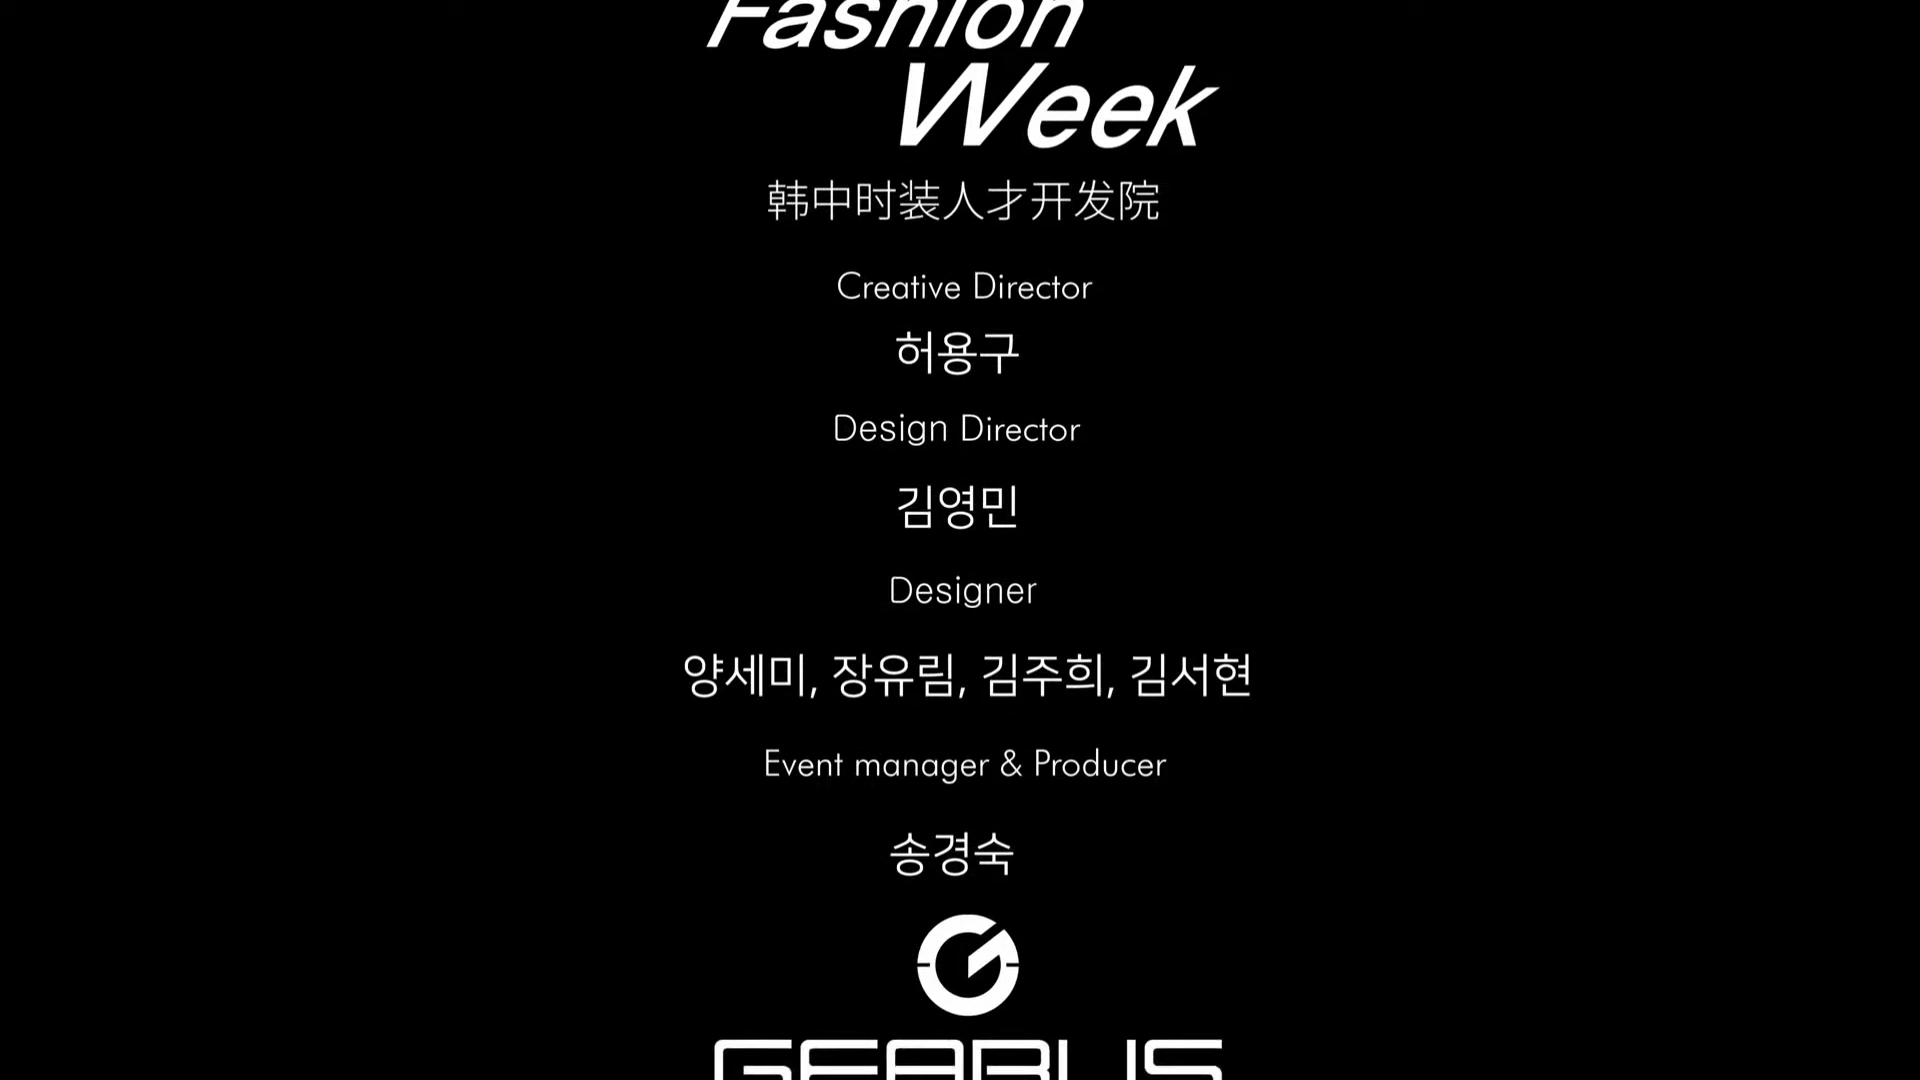 Fashion
Week
韩中时装人才开发院
Creative Director
허용구
Design Director
김영민
Designer
양세미, 장유림, 김주희, 김서현
Event manager & Producer
송경숙